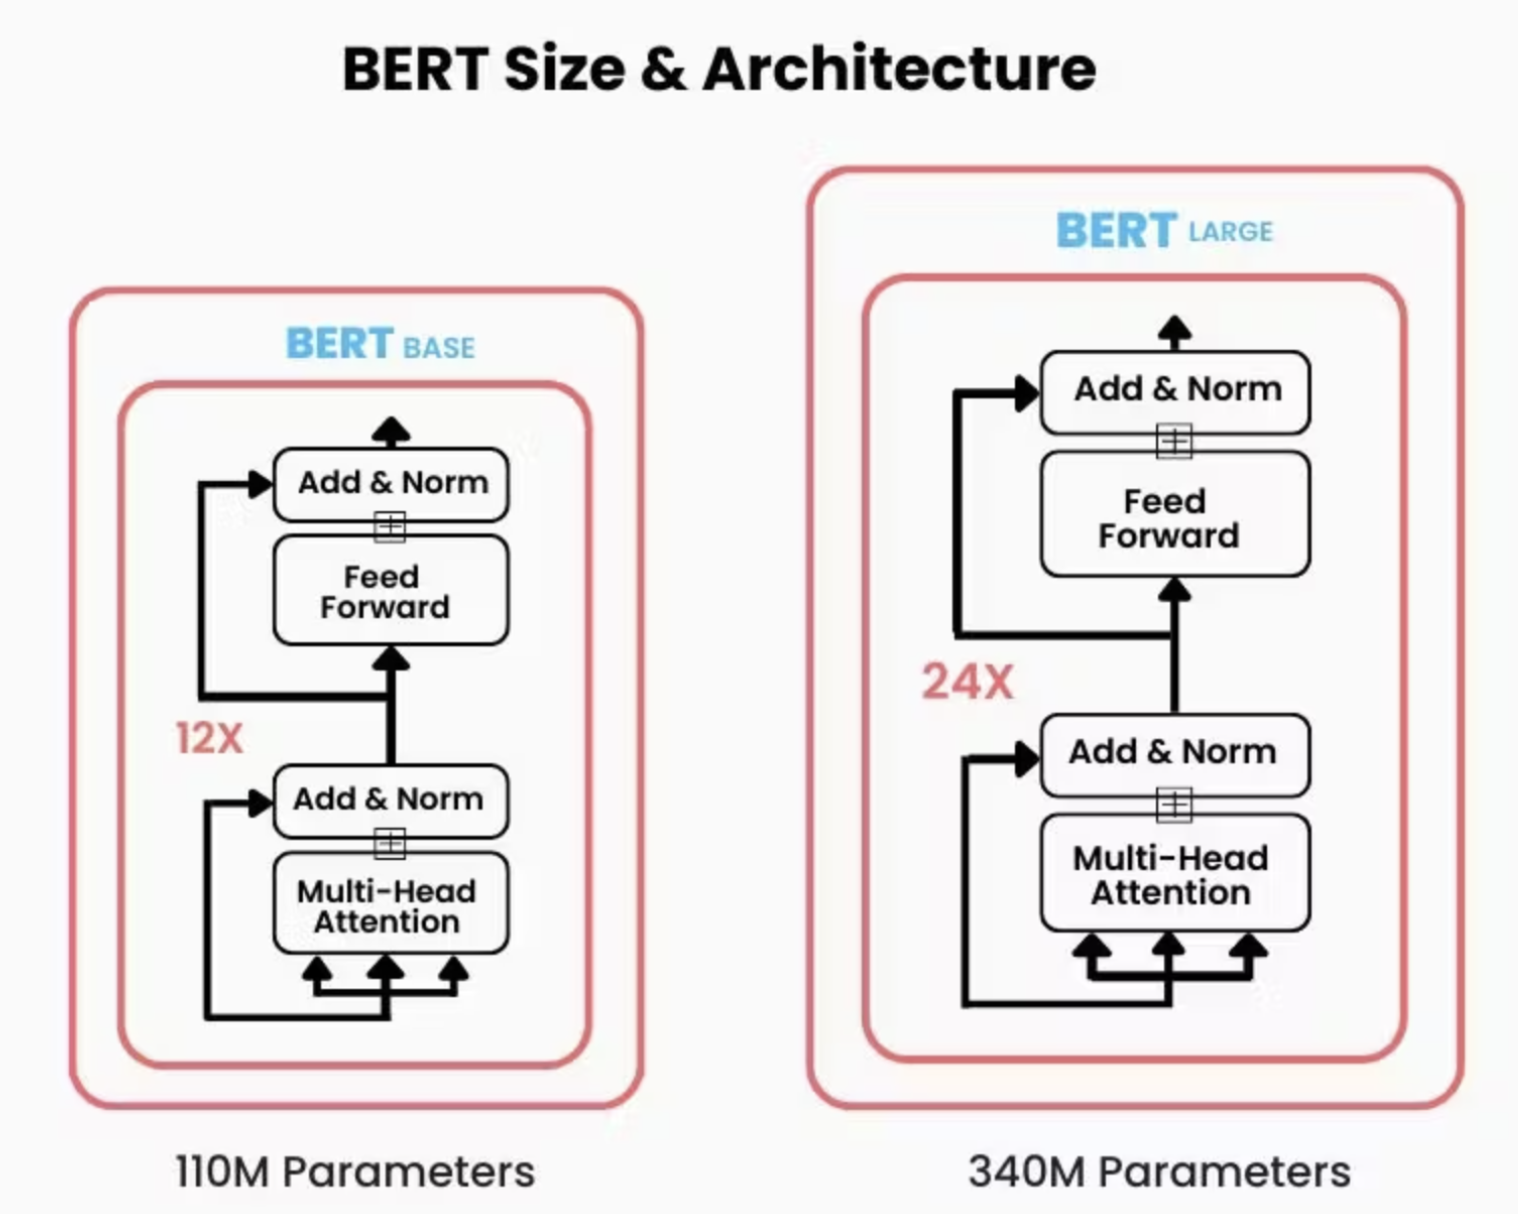 BERT Size & Architecture
BERT BASE
Add & Norm
Feed
Forward
12X
Add & Norm
Multi-Head
Attention
110M Parameters
BERT LARGE
Add & Norm
Feed
Forward
24X
Add & Norm
Multi-Head
Attention
340M Parameters